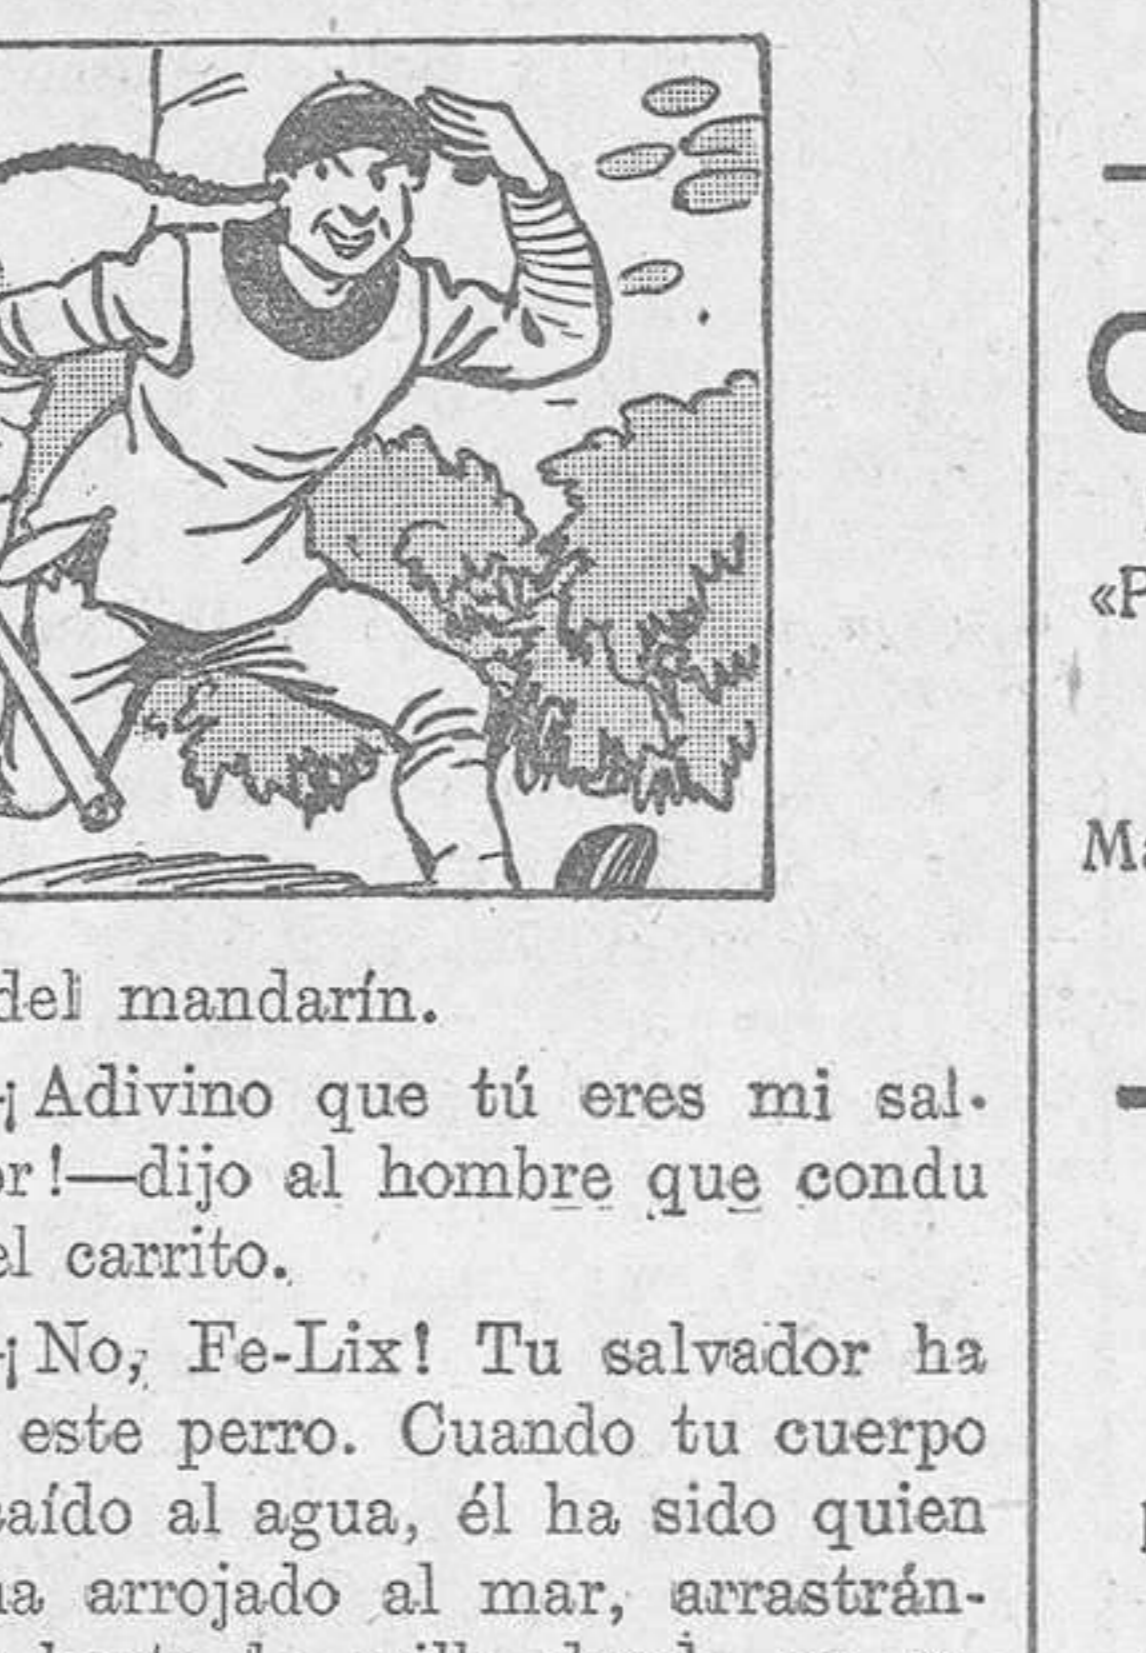 del mandarín.
-¡Adivino que tú eres mi sal-
or!—dijo al hombre que condu
el carrito.
-¡No, Fe-Lix! Tu salvador ha
este perro. Cuando tu cuerpo
caído al agua, él ha sido quien
ha arrojado al mar, arrastrán-
«P
Ma